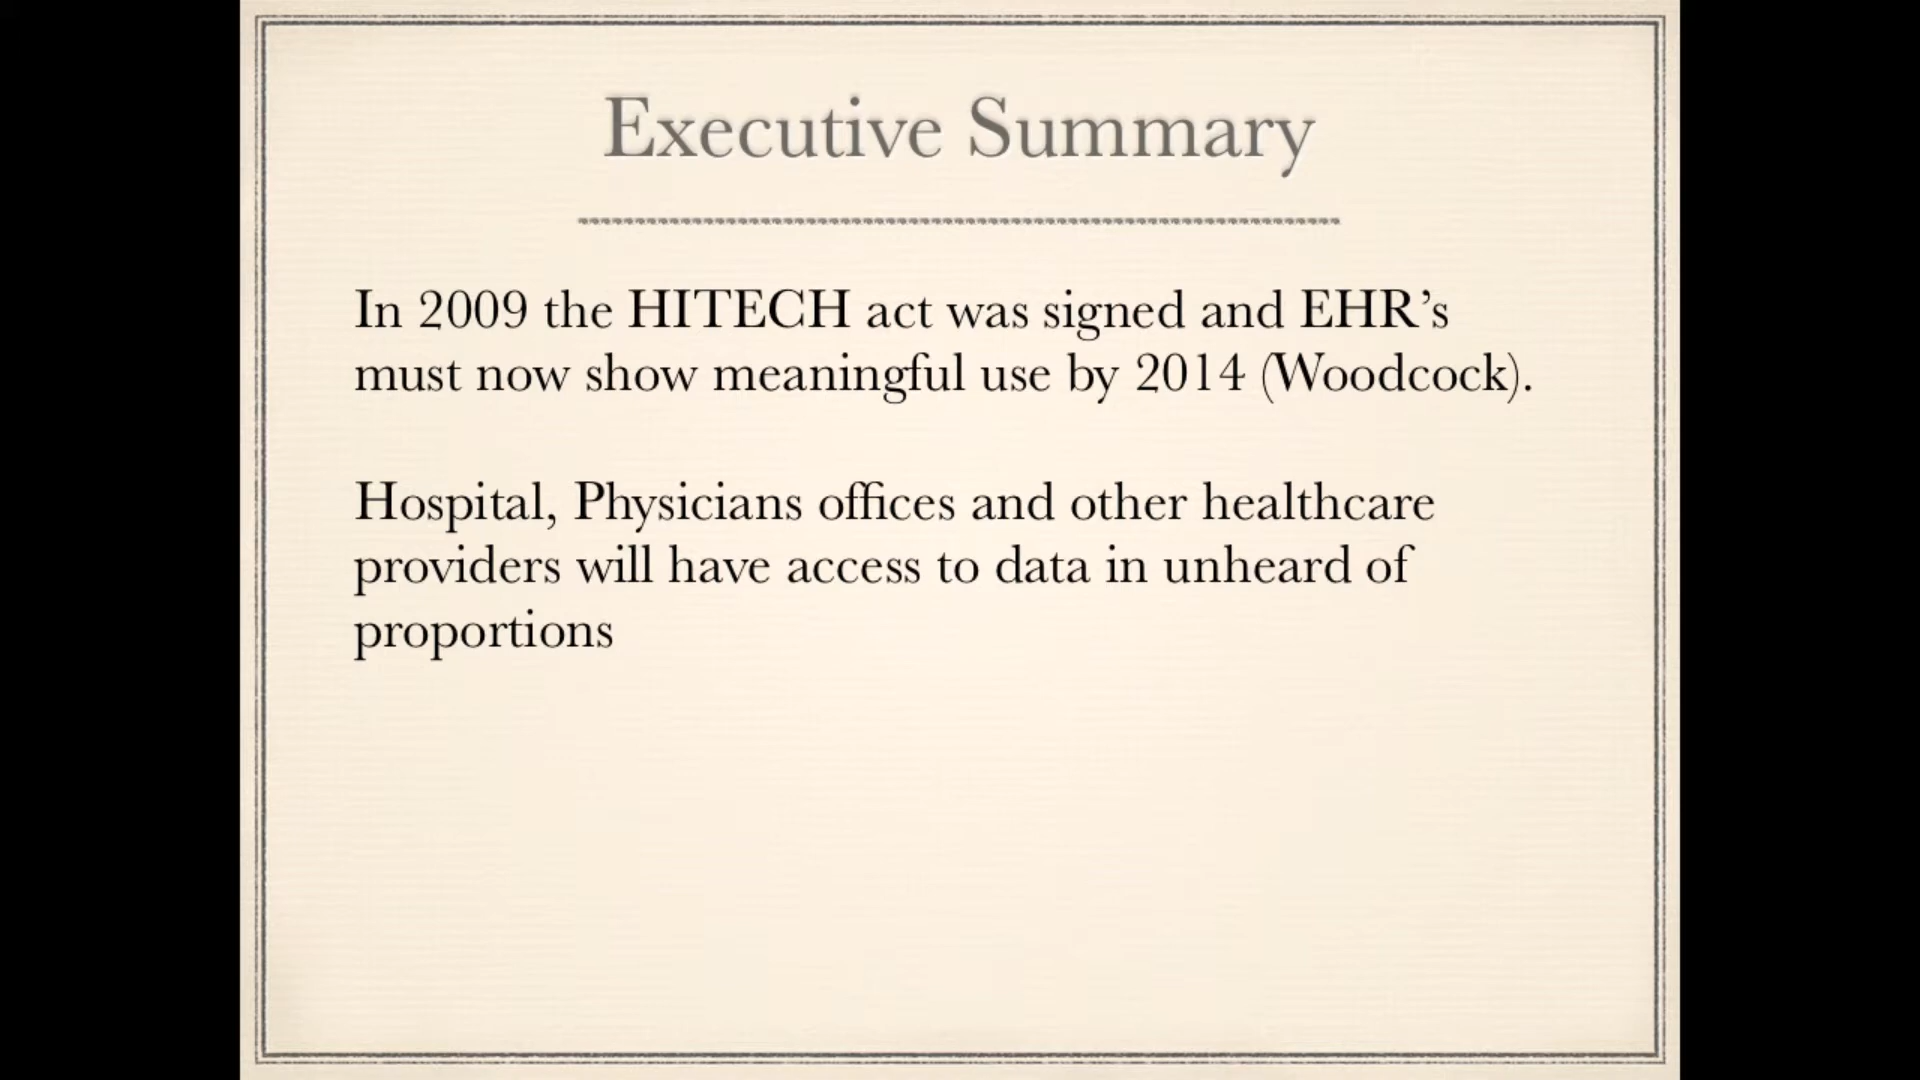 Executive Summary
In 2009 the HITECH act was signed and EHR’s
must now show meaningful use by 2014 (Woodcock).
Hospital, Physicians offices and other healthcare
providers will have access to data in unheard of
proportions